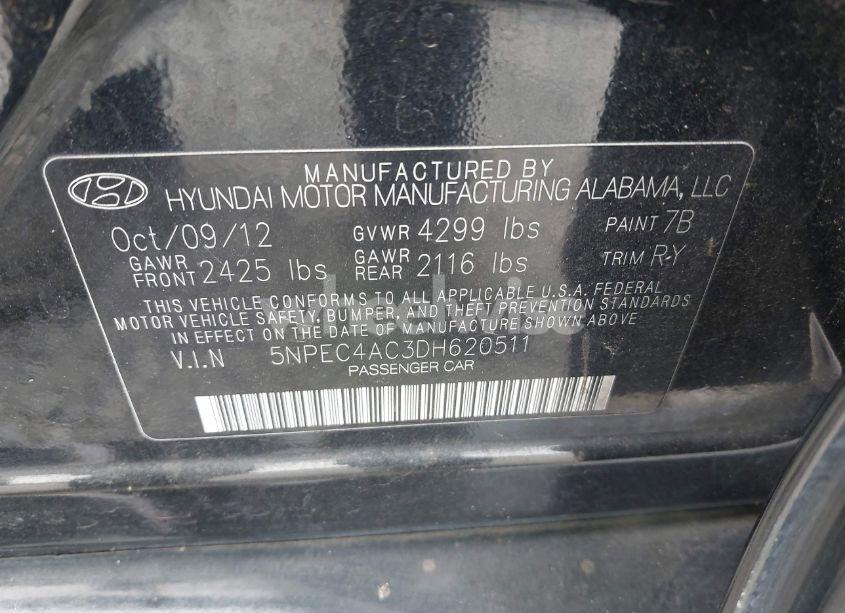 MANUFACTURED BY
HYUNDAI MOTOR MANUFACTURING ALABAMA, LLC
Oct/09/12 GVWR 4299 lbs PAINT 7B
GAWR FRONT 2425 lbs GAWR REAR 2116 lbs TRIM R-Y
THIS VEHICLE CONFORMS TO ALL APPLICABLE U.S.A. FEDERAL
MOTOR VEHICLE SAFETY, BUMPER, AND THEFT PREVENTION STANDARDS
IN EFFECT ON THE DATE OF MANUFACTURE SHOWN ABOVE
V.I.N 5NPEC4AC3DH620511
PASSENGER CAR